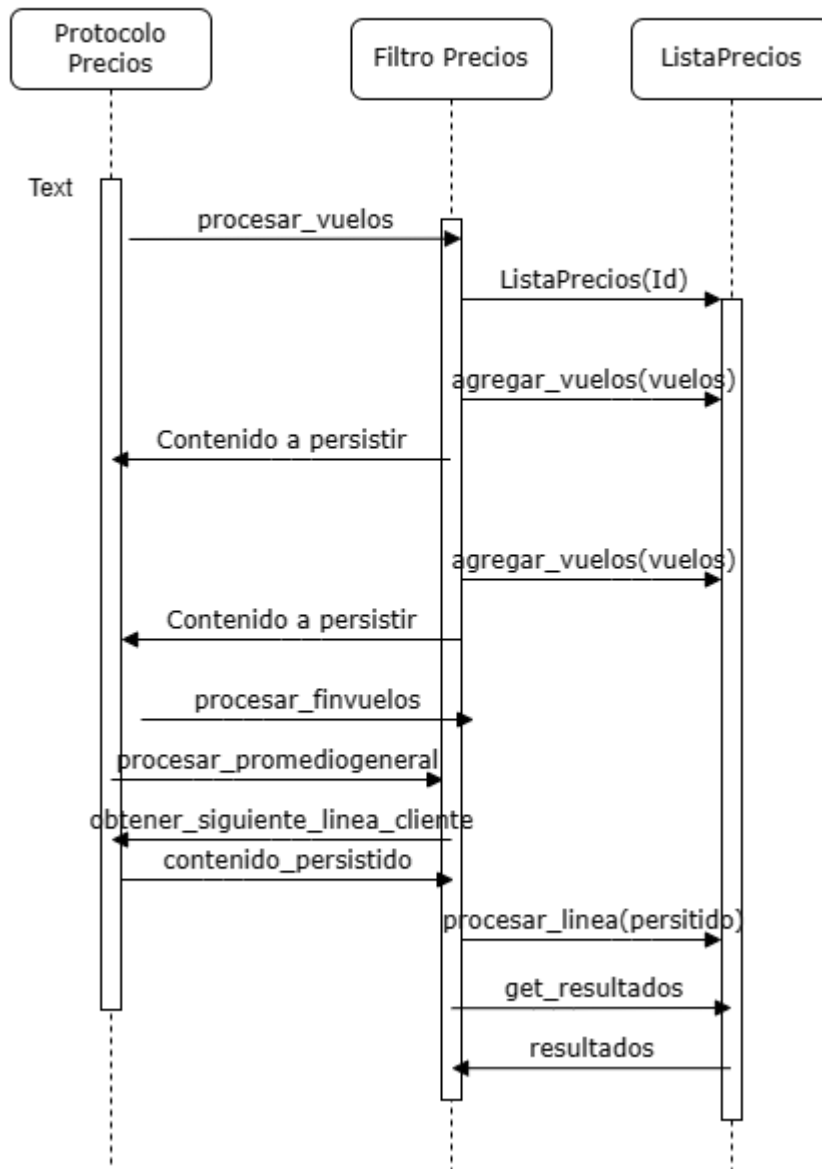 Protocolo
Precios
Filtro Precios
ListaPrecios
Text
procesar_vuelos
ListaPrecios(Id)
agregar_vuelos(vuelos)
Contenido a persistir
agregar_vuelos(vuelos)
Contenido a persistir
procesar_finvuelos
procesar_promediogeneral
obtener_siguiente_linea_cliente
contenido_persistido
procesar_linea(persitido)
get_resultados
resultados